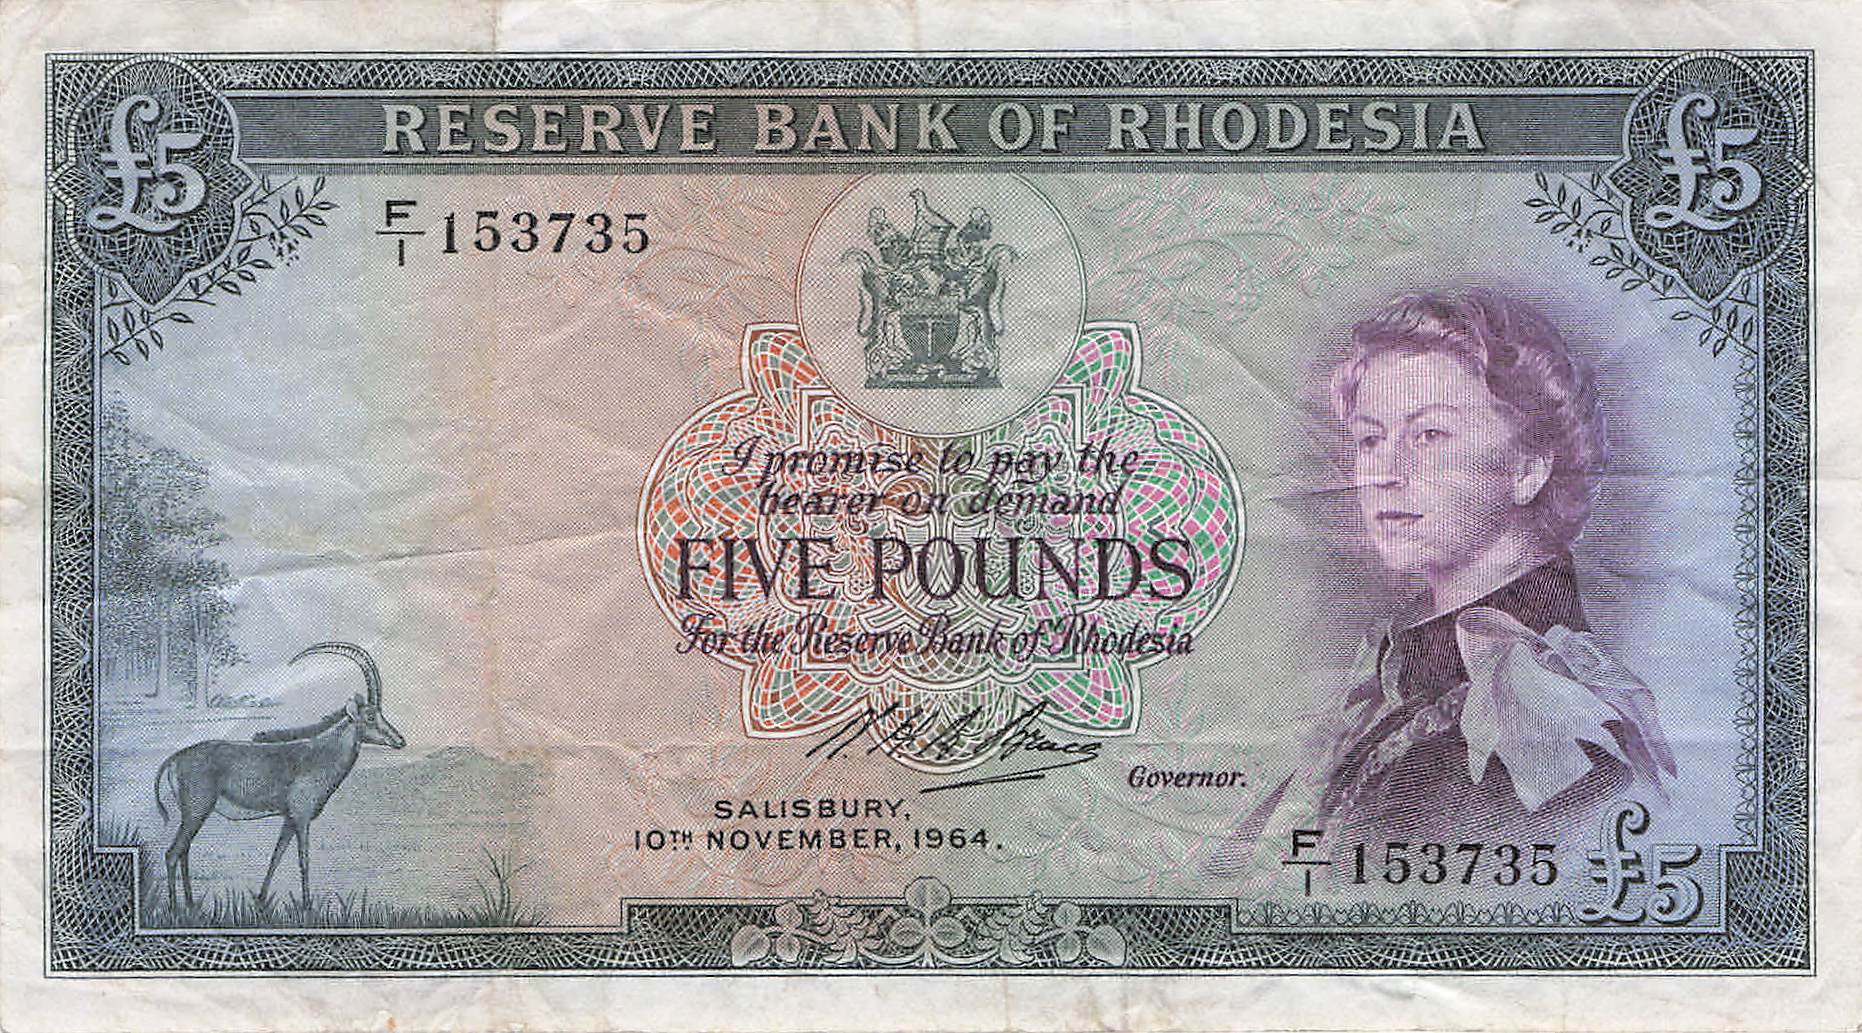 £5 RESERVE BANK OF RHODESIA £5
F/1 153735
I promise to pay the
bearer on demand
FIVE POUNDS
For the Reserve Bank of Rhodesia
Governor.
SALISBURY,
10TH NOVEMBER, 1964.
F/1 153735 £5